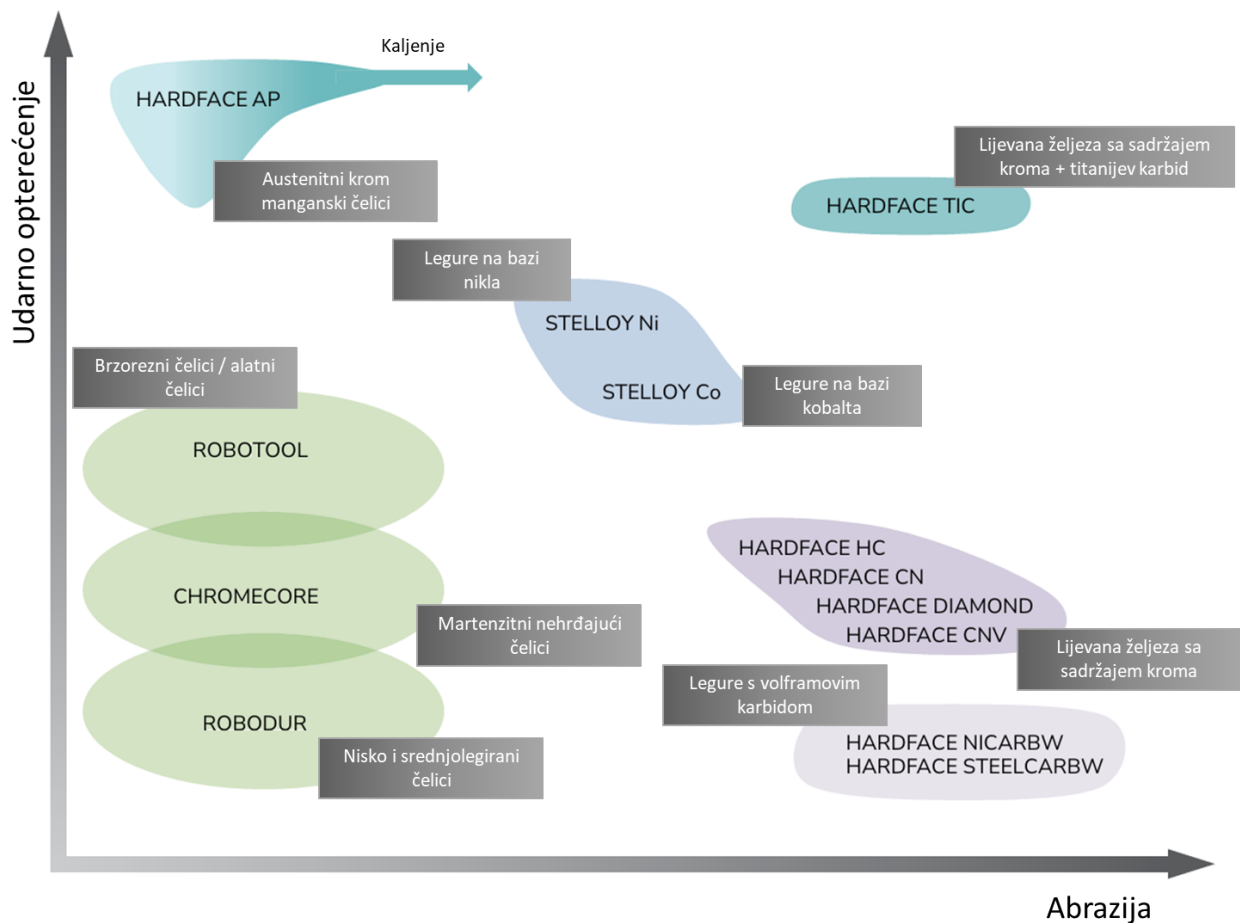 Kaljenje
Udarno opterećenje
HARDFACE AP
Austenitni krom
manganski čelici
Lijevana željeza sa sadržajem
kroma + titanijev karbid
HARDFACE TIC
Legure na bazi
nikla
STELLOY Ni
STELLOY Co
Legure na bazi
kobalta
Brzorezni čelici / alatni
čelici
ROBOTOOL
CHROMECORE
Martenzitni nehrđajući
čelici
ROBODUR
Nisko i srednjolegirani
čelici
HARDFACE HC
HARDFACE CN
HARDFACE DIAMOND
HARDFACE CNV
Lijevana željeza sa
sadržajem kroma
Legure s volframovim
karbidom
HARDFACE NICARBW
HARDFACE STEELCARBW
Abrazija